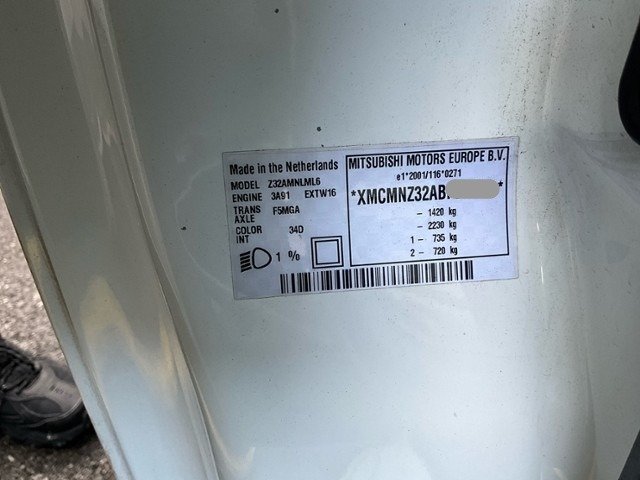 Made in the Netherlands
MODEL Z32AMNLML6
ENGINE 3A91 EXTW16
TRANS F5MGA
AXLE
COLOR 34D
INT
1 %
MITSUBISHI MOTORS EUROPE B.V.
e1*2001/116*0271
*XMCMNZ32AB *
– 1420 kg
– 2230 kg
1 – 735 kg
2 – 720 kg